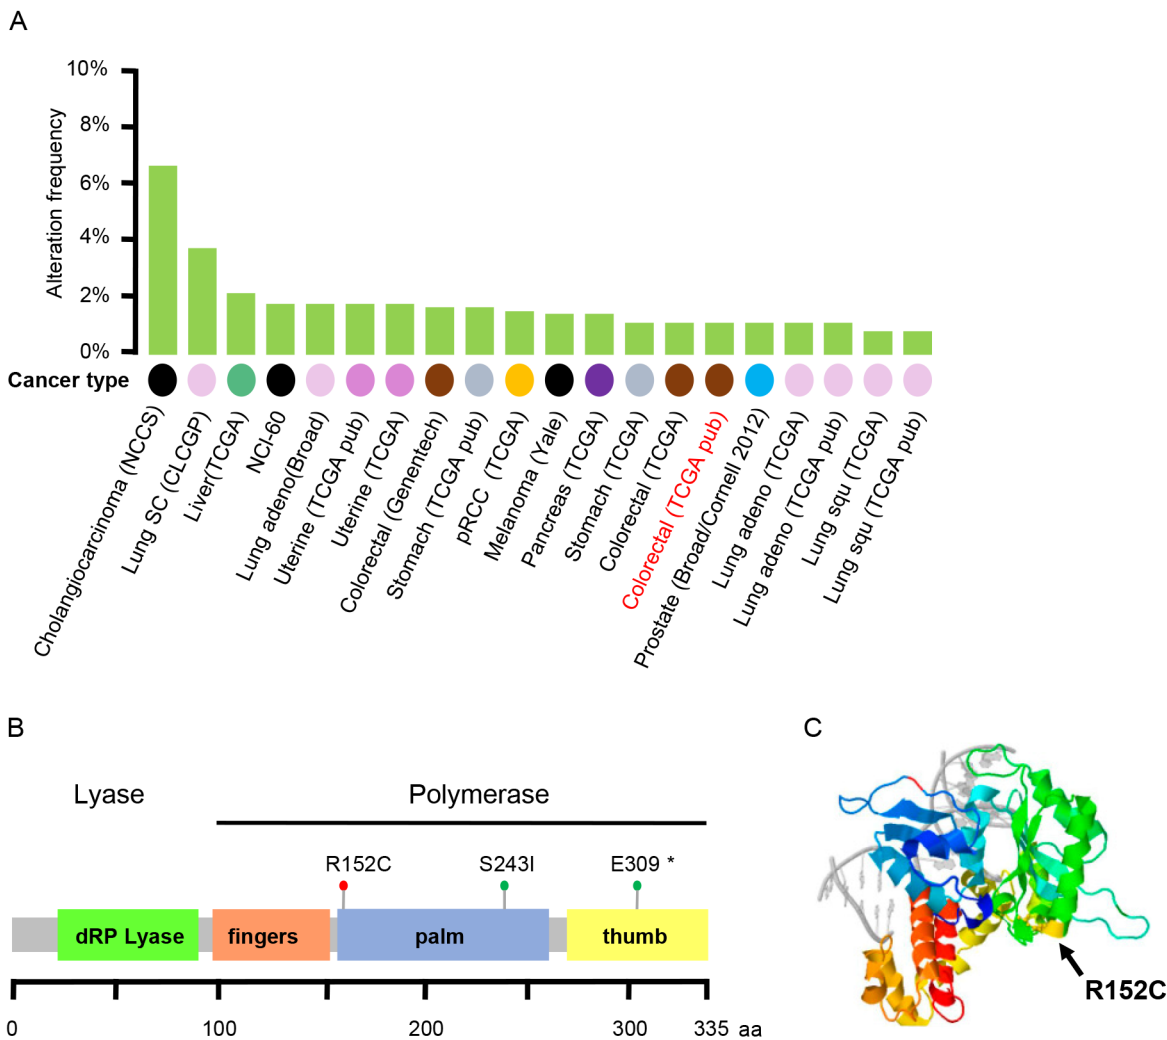 A
Alteration frequency
10%
8%
6%
4%
2%
0%
Cancer type
Cholangiocarcinoma (NCCS)
Lung SC (CLCGP)
Liver(TCGA)
NCI-60
Lung adeno(Broad)
Uterine (TCGA pub)
Uterine (TCGA)
Colorectal (Genentech)
Stomach (TCGA pub)
pRCC (TCGA)
Melanoma (Yale)
Pancreas (TCGA)
Stomach (TCGA)
Colorectal (TCGA)
Colorectal (TCGA pub)
Prostate (Broad/Cornell 2012)
Lung adeno (TCGA)
Lung adeno (TCGA pub)
Lung squ (TCGA)
Lung squ (TCGA pub)
B
Lyase Polymerase
R152C S243I E309 *
dRP Lyase fingers palm thumb
0 100 200 300 335 aa
C
R152C